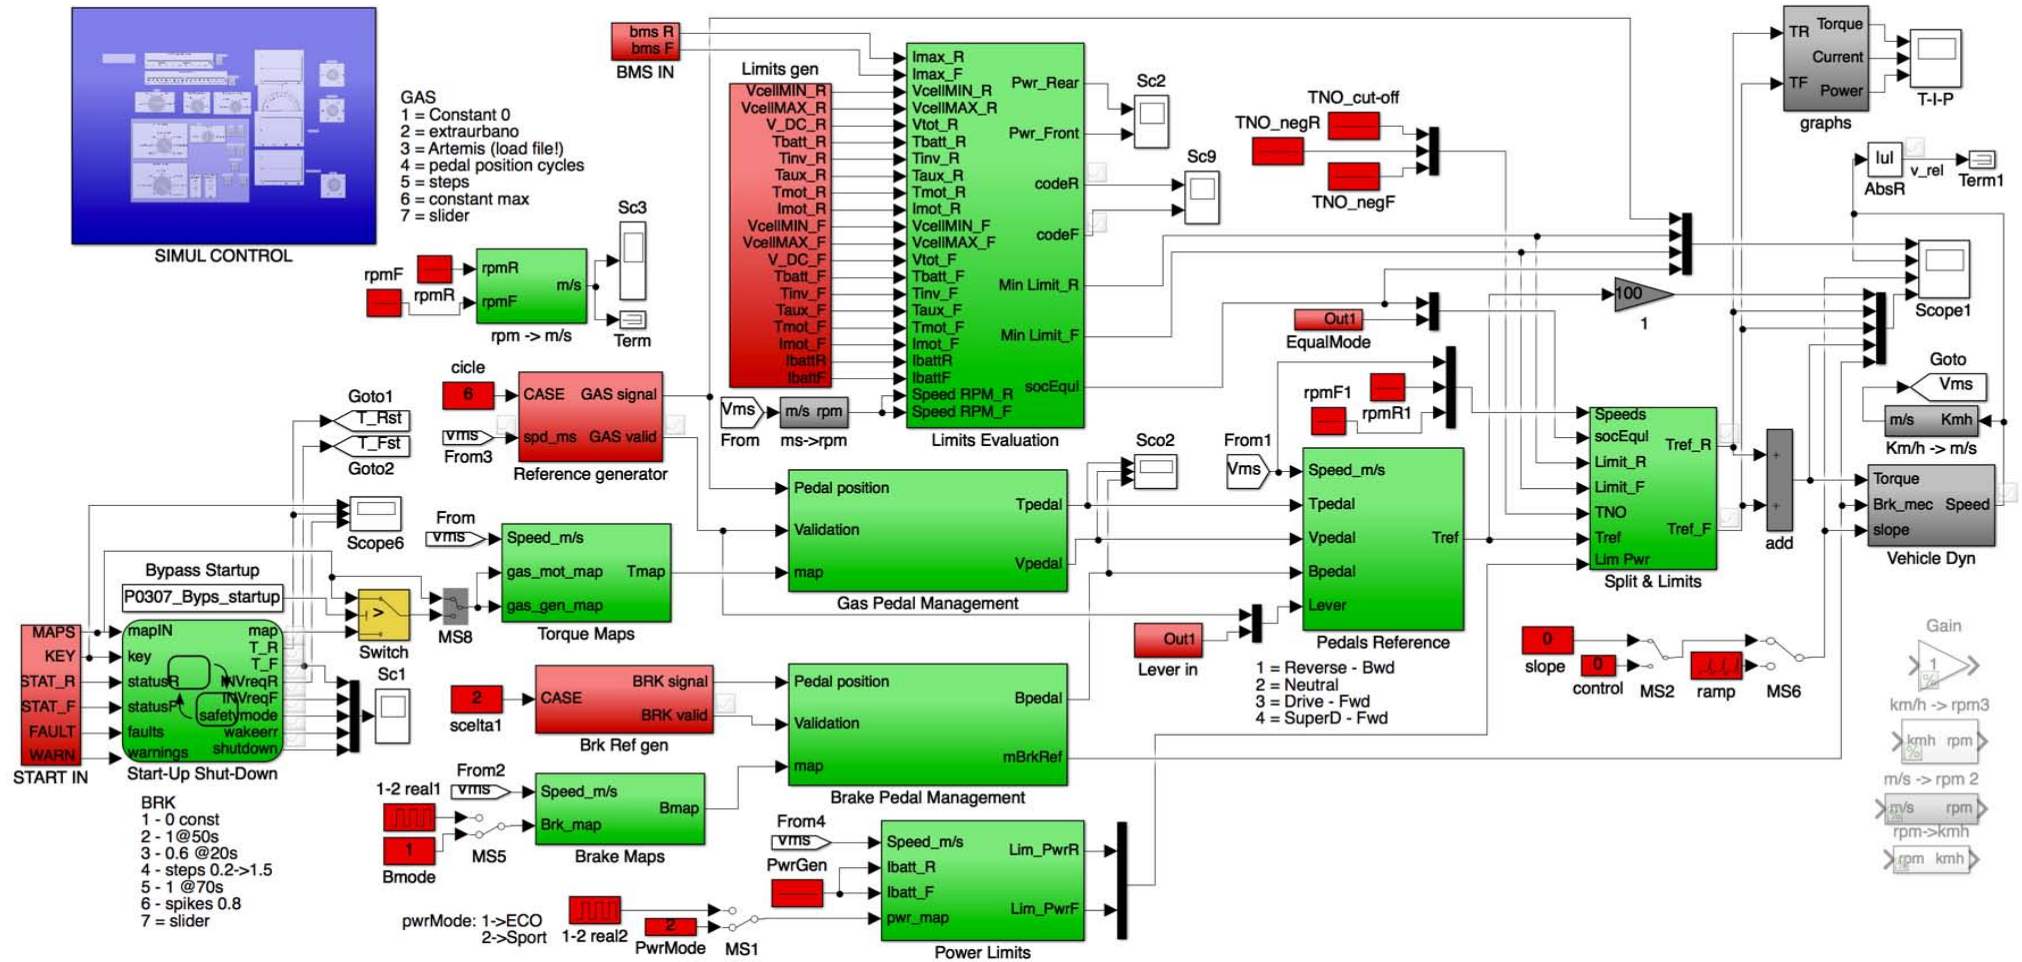 SIMUL CONTROL
GAS
1 = Constant 0
2 = extraurbano
3 = Artemis (load file!)
4 = pedal position cycles
5 = steps
6 = constant max
7 = slider
bms R
bms F
BMS IN
Limits gen
VcellMIN_R
VcellMAX_R
V_DC_R
Tbatt_R
Tinv_R
Taux_R
Tmot_R
Imot_R
VcellMIN_F
VcellMAX_F
V_DC_F
Tbatt_F
Tinv_F
Taux_F
Tmot_F
Imot_F
IbattR
IbattF
Imax_R
Imax_F
VcellMIN_R
VcellMAX_R
Vtot_R
Tbatt_R
Tinv_R
Taux_R
Tmot_R
Imot_R
VcellMIN_F
VcellMAX_F
Vtot_F
Tbatt_F
Tinv_F
Taux_F
Tmot_F
Imot_F
IbattR
IbattF
Speed RPM_R
Speed RPM_F
Pwr_Rear
Pwr_Front
codeR
codeF
Min Limit_R
Min Limit_F
socEqul
Limits Evaluation
Sc2
Sc9
TNO_cut-off
TNO_negR
TNO_negF
TR
TF
Torque
Current
Power
graphs
T-I-P
|u|
AbsR
v_rel
Term1
Scope1
100
1
Goto
Vms
m/s Kmh
Km/h -> m/s
rpmF
rpmR
rpmR
rpmF
m/s
rpm -> m/s
Sc3
Term
cicle
6
CASE
spd_ms
GAS signal
GAS valid
Reference generator
Vms
From3
Vms
From
m/s rpm
ms->rpm
Out1
EqualMode
rpmF1
rpmR1
From1
Vms
Goto1
T_Rst
T_Fst
Goto2
Scope6
Bypass Startup
P0307_Byps_startup
>
Switch
MS8
From
Vms
Speed_m/s
gas_mot_map
gas_gen_map
Tmap
Torque Maps
Pedal position
Validation
map
Tpedal
Vpedal
Gas Pedal Management
Sco2
Speed_m/s
Tpedal
Vpedal
Bpedal
Lever
Tref
Pedals Reference
Out1
Lever in
1 = Reverse - Bwd
2 = Neutral
3 = Drive - Fwd
4 = SuperD - Fwd
Speeds
socEqul
Limit_R
Limit_F
TNO
Tref
Lim Pwr
Tref_R
Tref_F
Split & Limits
+
+
add
Torque
Brk_mec
slope
Speed
Vehicle Dyn
MAPS
KEY
STAT_R
STAT_F
FAULT
WARN
START IN
mapIN
key
statusR
statusF
faults
warnings
map
T_R
T_F
INVreqR
INVreqF
safetymode
wakeerr
shutdown
Start-Up Shut-Down
Sc1
2
scelta1
CASE
BRK signal
BRK valid
Brk Ref gen
Pedal position
Validation
map
Bpedal
mBrkRef
Brake Pedal Management
0
slope
0
control
MS2
ramp
MS6
Gain
1
km/h -> rpm3
kmh rpm
m/s -> rpm 2
m/s rpm
rpm->kmh
rpm kmh
BRK
1 - 0 const
2 - 1@50s
3 - 0.6 @20s
4 - steps 0.2->1.5
5 - 1 @70s
6 - spikes 0.8
7 = slider
1-2 real1
1
Bmode
MS5
From2
Vms
Speed_m/s
Brk_map
Bmap
Brake Maps
From4
Vms
PwrGen
Speed_m/s
Ibatt_R
Ibatt_F
pwr_map
Lim_PwrR
Lim_PwrF
Power Limits
pwrMode: 1->ECO
2->Sport
1-2 real2
2
PwrMode
MS1